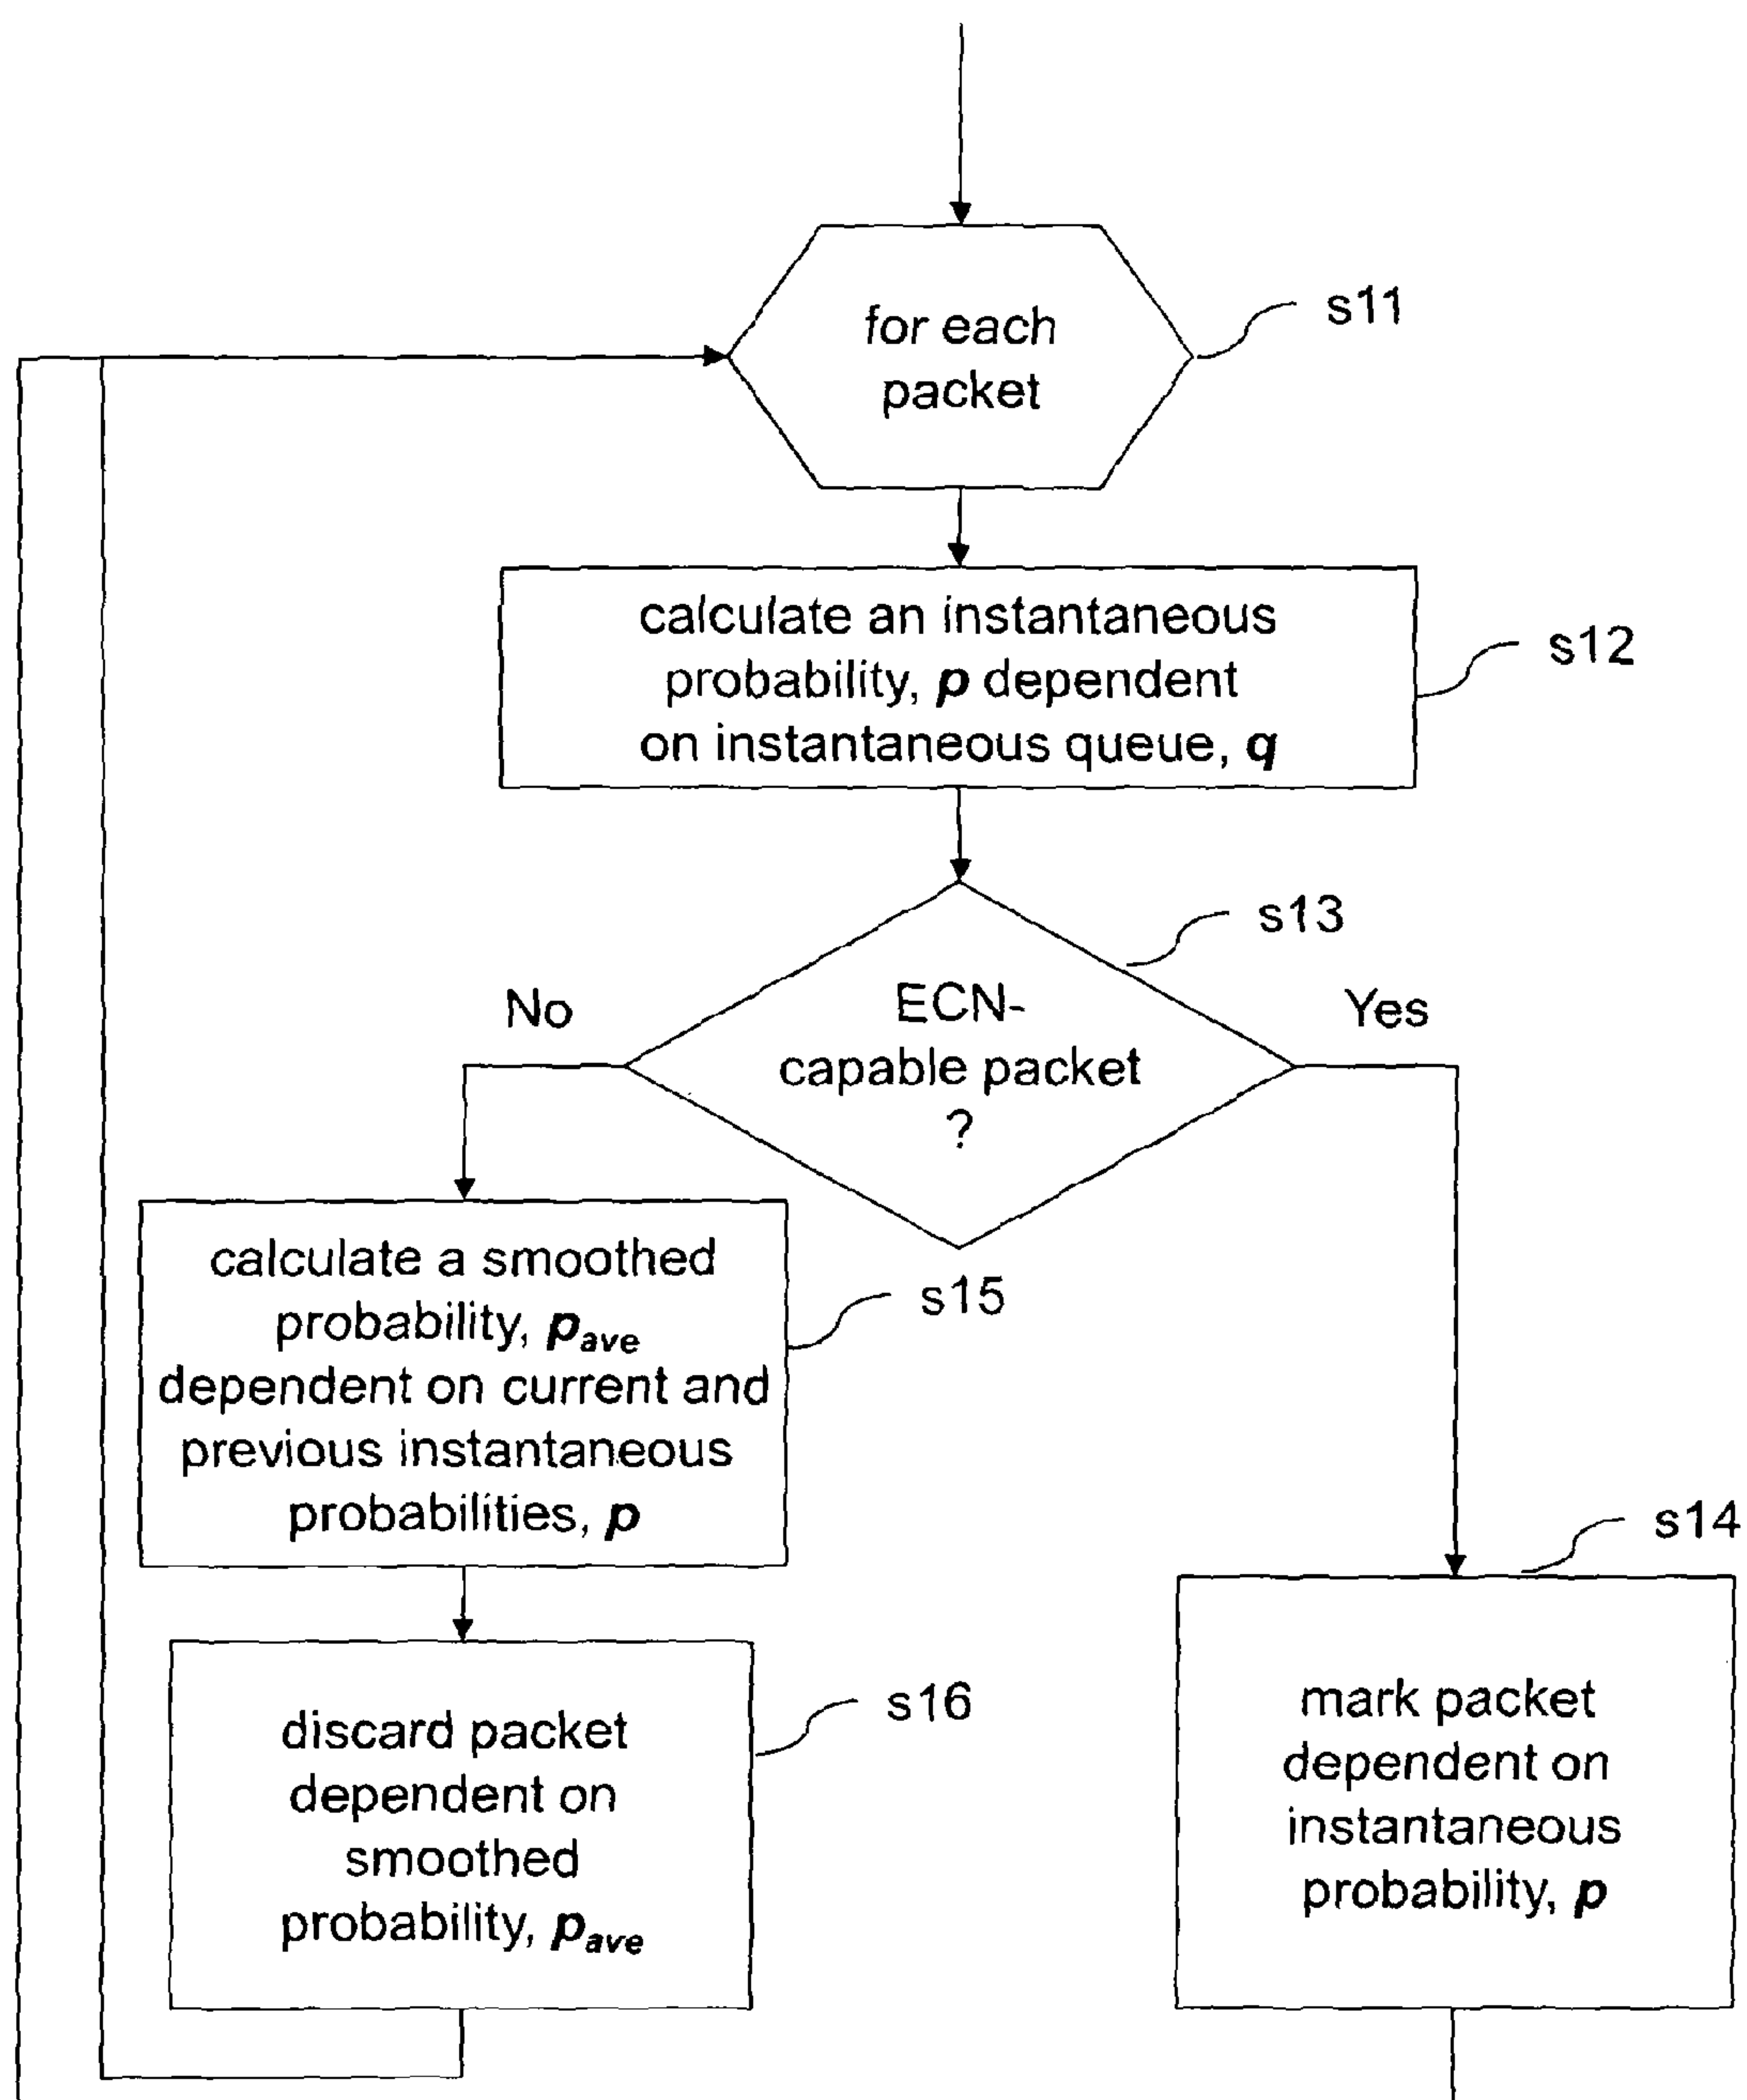 for each
packet
s11
calculate an instantaneous
probability, p dependent
on instantaneous queue, q
s12
s13
No
ECN-
capable packet
?
Yes
calculate a smoothed
probability, pave
dependent on current and
previous instantaneous
probabilities, p
s15
discard packet
dependent on
smoothed
probability, pave
s16
s14
mark packet
dependent on
instantaneous
probability, p